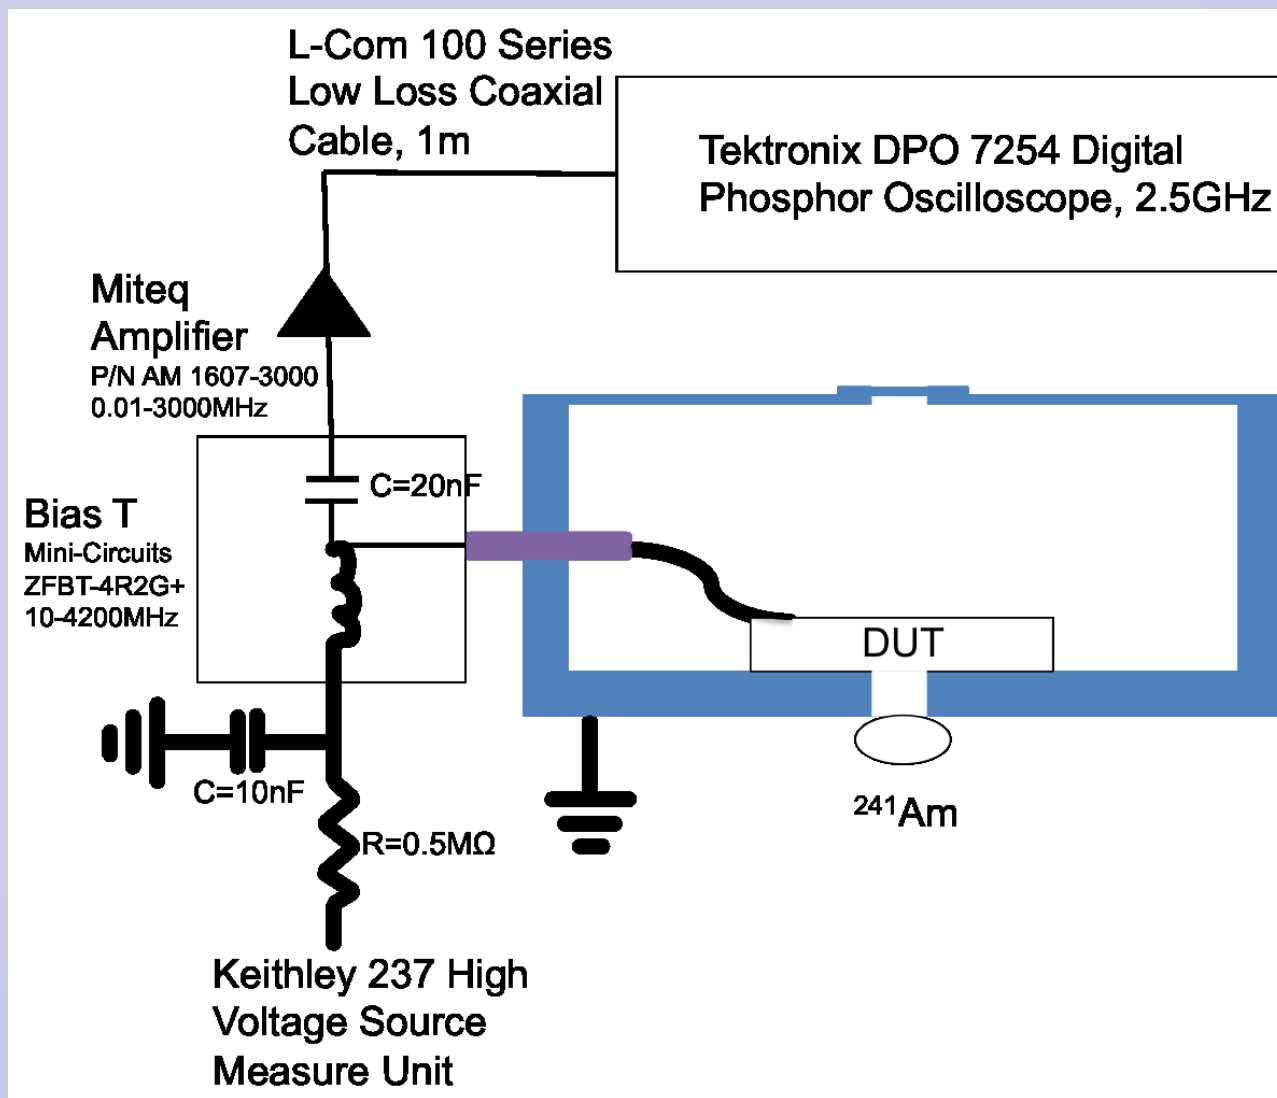 L-Com 100 Series
Low Loss Coaxial
Cable, 1m
Tektronix DPO 7254 Digital
Phosphor Oscilloscope, 2.5GHz
Miteq
Amplifier
P/N AM 1607-3000
0.01-3000MHz
C=20nF
Bias T
Mini-Circuits
ZFBT-4R2G+
10-4200MHz
DUT
C=10nF
²⁴¹Am
R=0.5MΩ
Keithley 237 High
Voltage Source
Measure Unit